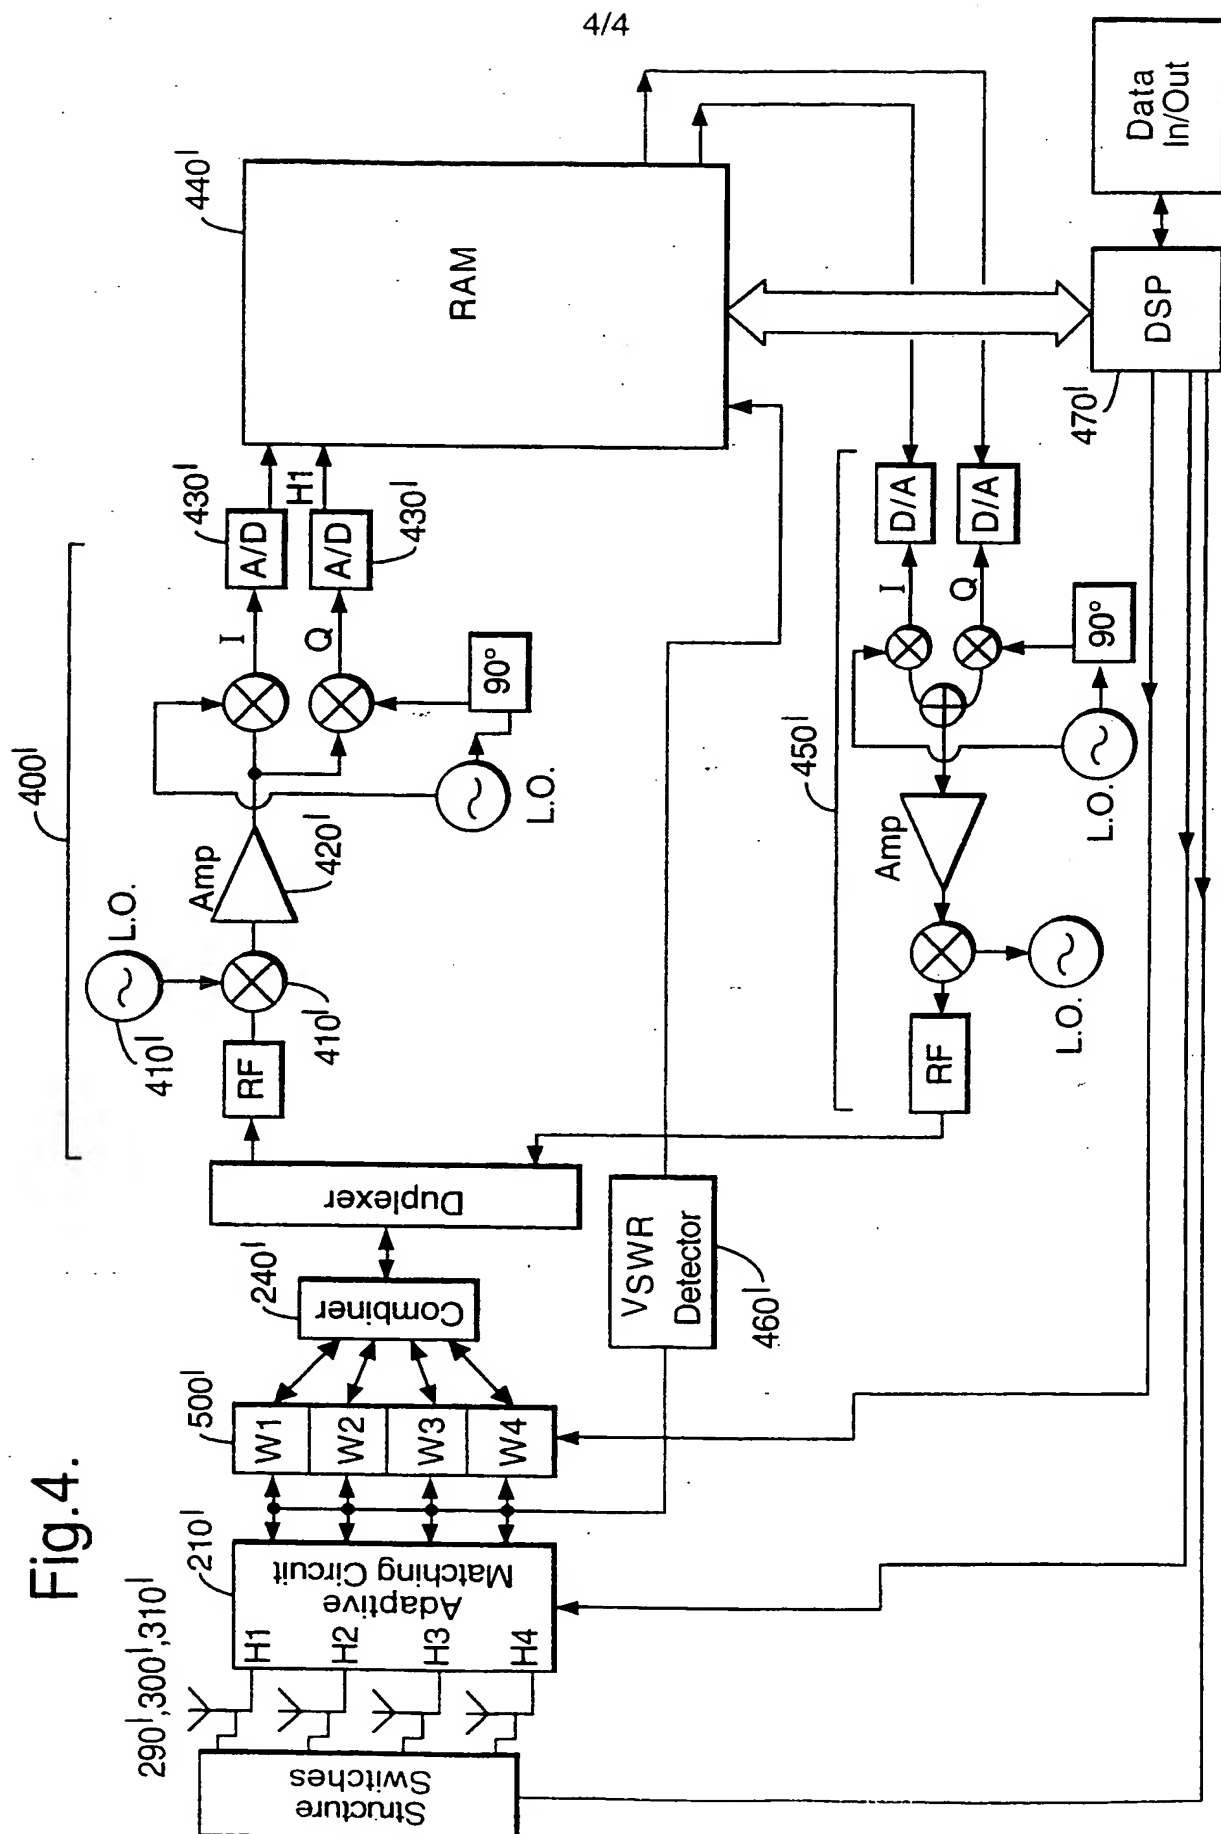 4/4
Fig.4.
400|
410|
L.O.
RF
410|
Amp
420|
I
Q
L.O.
90°
A/D
430|
H1
A/D
430|
440|
RAM
Duplexer
240|
Combiner
500|
W1
W2
W3
W4
210|
Adaptive
Matching Circuit
H1
H2
H3
H4
290|,300|,310|
Structure
Switches
VSWR
Detector
460|
450|
RF
L.O.
Amp
L.O.
90°
I
Q
D/A
D/A
470|
DSP
Data
In/Out